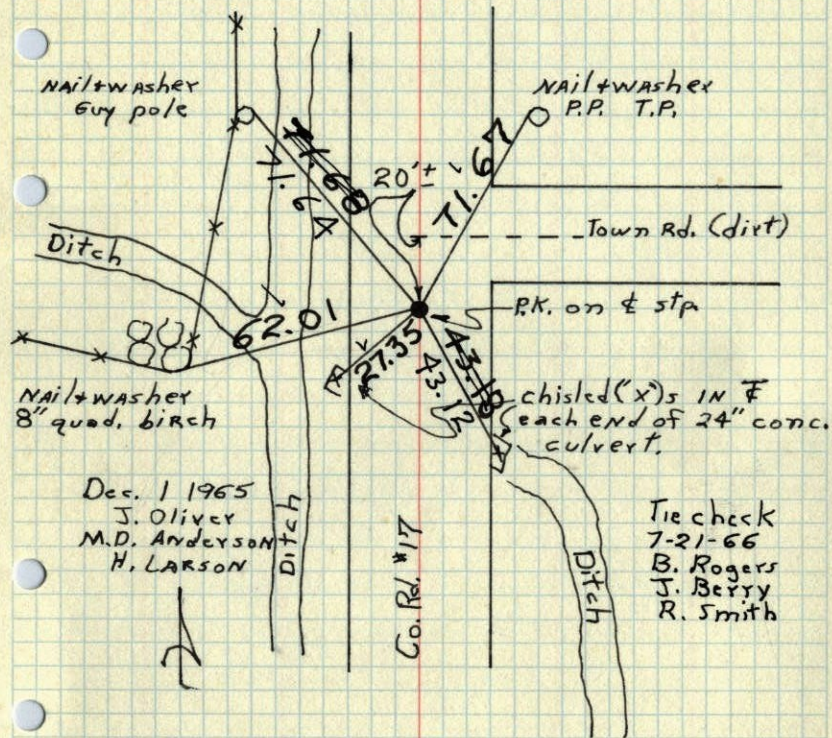 NAil+wAsher
Guy pole
NAil+wAsher
P.P. T.P.
71.68
71.64
20'±
71.67
Town Rd. (dirt)
Ditch
62.01
P.K. on ℄ stp
27.35
43.18
43.12
chisled ("x")s IN ₵
each end of 24" conc.
culvert.
NAil+wAsher
8" quad. biRch
Dec. 1 1965
J. Oliver
M.D. Anderson
H. LARSON
Ditch
Co. Rd. #17
Ditch
Tie check
7-21-66
B. Rogers
J. Berry
R. Smith